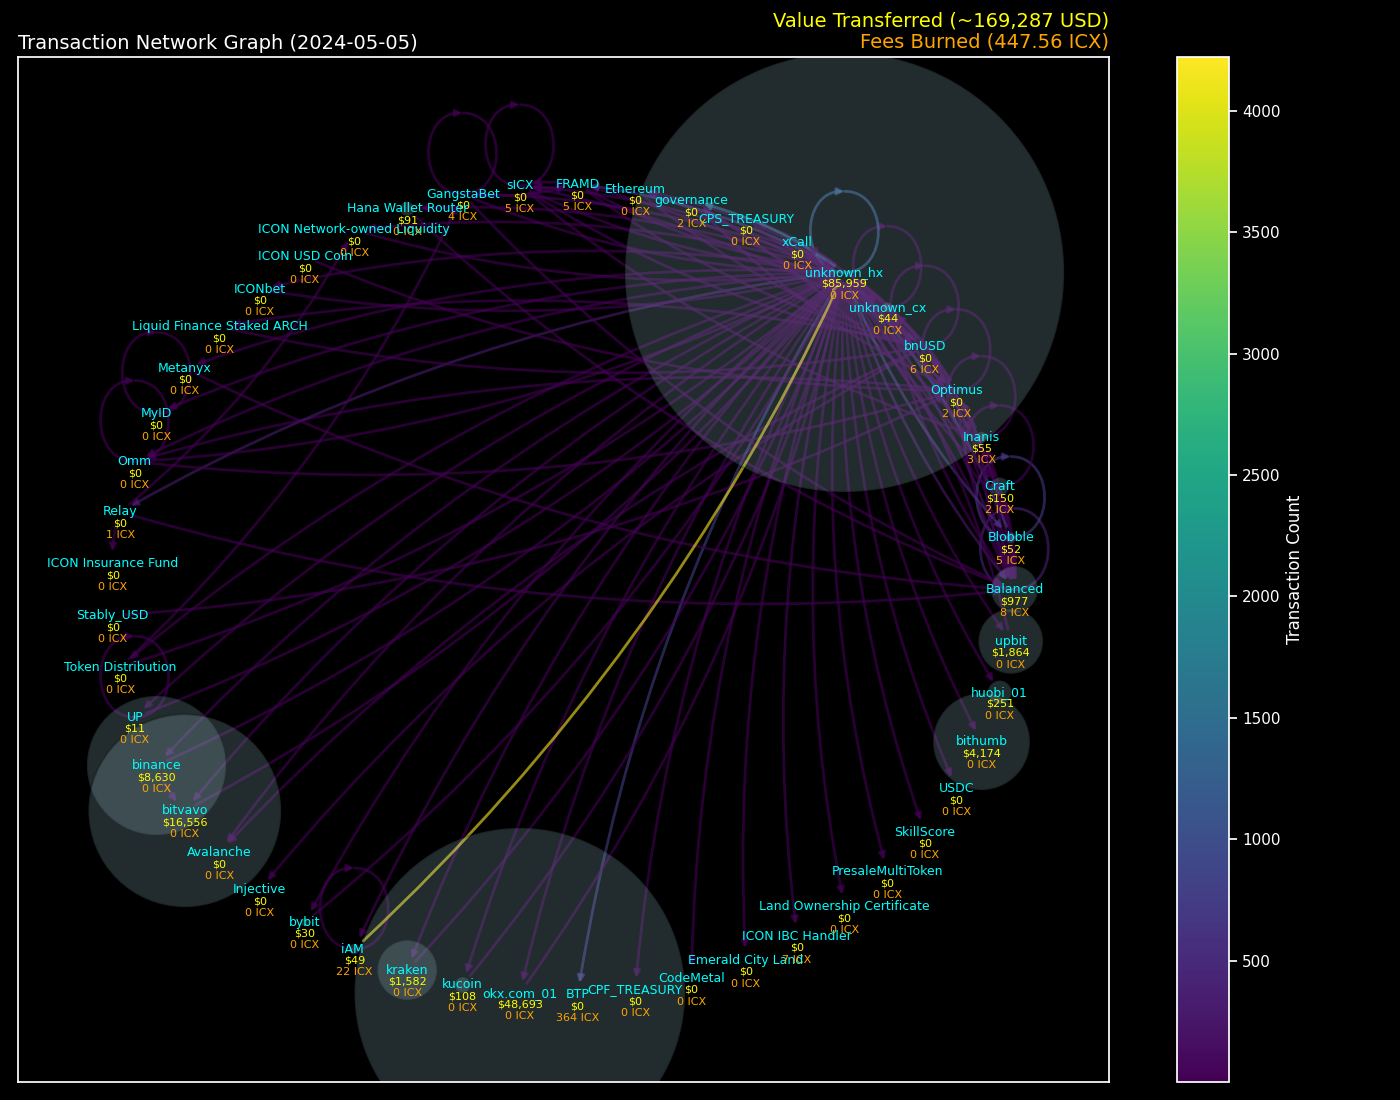 Value Transferred (~169,287 USD)
Transaction Network Graph (2024-05-05)
Fees Burned (447.56 ICX)
sICX
$0
5 ICX
FRAMD
$0
5 ICX
Ethereum
$0
0 ICX
governance
$0
2 ICX
CPS_TREASURY
$0
0 ICX
xCall
$0
0 ICX
unknown_hx
$85,959
0 ICX
unknown_cx
$44
0 ICX
bnUSD
$0
6 ICX
Optimus
$0
2 ICX
Inanis
$55
3 ICX
Craft
$150
2 ICX
Blobble
$52
5 ICX
Balanced
$977
8 ICX
upbit
$1,864
0 ICX
huobi_01
$251
0 ICX
bithumb
$4,174
0 ICX
USDC
$0
0 ICX
SkillScore
$0
0 ICX
PresaleMultiToken
$0
0 ICX
Land Ownership Certificate
$0
0 ICX
ICON IBC Handler
$0
ICX
Emerald City Land
$0
0 ICX
CodeMetal
$0
0 ICX
CPF_TREASURY
$0
0 ICX
BTP
$0
364 ICX
okx.com_01
$48,693
0 ICX
kucoin
$108
0 ICX
kraken
$1,582
0 ICX
iAM
$49
22 ICX
bybit
$30
0 ICX
Injective
$0
0 ICX
Avalanche
$0
0 ICX
bitvavo
$16,556
0 ICX
binance
$8,630
0 ICX
UP
$11
0 ICX
Token Distribution
$0
0 ICX
Stably_USD
$0
0 ICX
ICON Insurance Fund
$0
0 ICX
Relay
$0
1 ICX
Omm
$0
0 ICX
MyID
$0
0 ICX
Metanyx
$0
0 ICX
Liquid Finance Staked ARCH
$0
0 ICX
ICONbet
$0
0 ICX
ICON USD Coin
$0
0 ICX
ICON Network-owned Liquidity
$0
0 ICX
Hana Wallet Router
$91
GangstaBet
$0
4 ICX
4000
3500
3000
2500
2000
1500
1000
500
Transaction Count